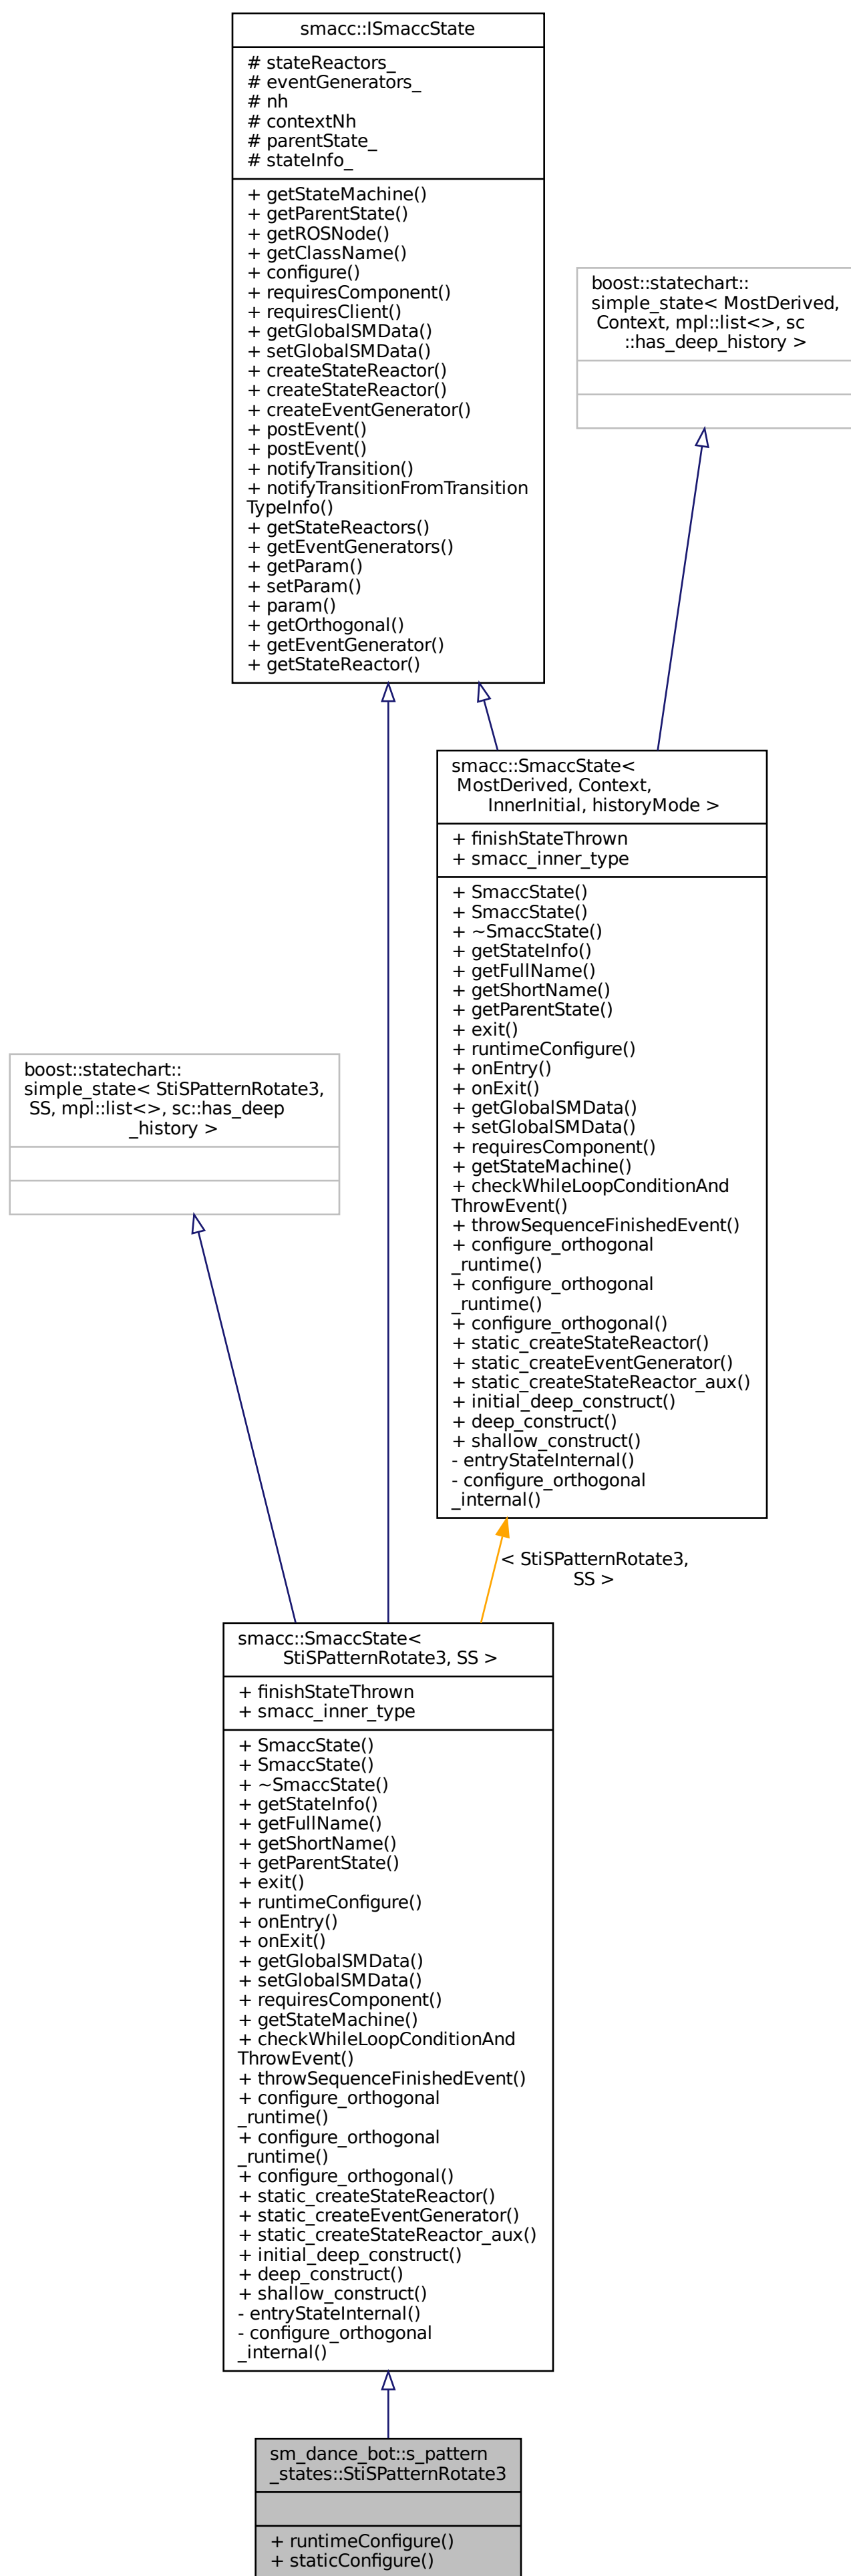 smacc::ISmaccState
# stateReactors_
# eventGenerators_
# nh
# contextNh
# parentState_
# stateInfo_
+ getStateMachine()
+ getParentState()
+ getROSNode()
+ getClassName()
+ configure()
+ requiresComponent()
+ requiresClient()
+ getGlobalSMData()
+ setGlobalSMData()
+ createStateReactor()
+ createStateReactor()
+ createEventGenerator()
+ postEvent()
+ postEvent()
+ notifyTransition()
+ notifyTransitionFromTransition
TypeInfo()
+ getStateReactors()
+ getEventGenerators()
+ getParam()
+ setParam()
+ param()
+ getOrthogonal()
+ getEventGenerator()
+ getStateReactor()
boost::statechart::
simple_state< MostDerived,
Context, mpl::list<>, sc
::has_deep_history >
smacc::SmaccState<
MostDerived, Context,
InnerInitial, historyMode >
+ finishStateThrown
+ smacc_inner_type
+ SmaccState()
+ SmaccState()
+ ~SmaccState()
+ getStateInfo()
+ getFullName()
+ getShortName()
+ getParentState()
+ exit()
+ runtimeConfigure()
+ onEntry()
+ onExit()
+ getGlobalSMData()
+ setGlobalSMData()
+ requiresComponent()
+ getStateMachine()
+ checkWhileLoopConditionAnd
ThrowEvent()
+ throwSequenceFinishedEvent()
+ configure_orthogonal
_runtime()
+ configure_orthogonal
_runtime()
+ configure_orthogonal()
+ static_createStateReactor()
+ static_createEventGenerator()
+ static_createStateReactor_aux()
+ initial_deep_construct()
+ deep_construct()
+ shallow_construct()
- entryStateInternal()
- configure_orthogonal
_internal()
boost::statechart::
simple_state< StiSPatternRotate3,
SS, mpl::list<>, sc::has_deep
_history >
< StiSPatternRotate3,
SS >
smacc::SmaccState<
StiSPatternRotate3, SS >
+ finishStateThrown
+ smacc_inner_type
+ SmaccState()
+ SmaccState()
+ ~SmaccState()
+ getStateInfo()
+ getFullName()
+ getShortName()
+ getParentState()
+ exit()
+ runtimeConfigure()
+ onEntry()
+ onExit()
+ getGlobalSMData()
+ setGlobalSMData()
+ requiresComponent()
+ getStateMachine()
+ checkWhileLoopConditionAnd
ThrowEvent()
+ throwSequenceFinishedEvent()
+ configure_orthogonal
_runtime()
+ configure_orthogonal
_runtime()
+ configure_orthogonal()
+ static_createStateReactor()
+ static_createEventGenerator()
+ static_createStateReactor_aux()
+ initial_deep_construct()
+ deep_construct()
+ shallow_construct()
- entryStateInternal()
- configure_orthogonal
_internal()
sm_dance_bot::s_pattern
_states::StiSPatternRotate3
+ runtimeConfigure()
+ staticConfigure()